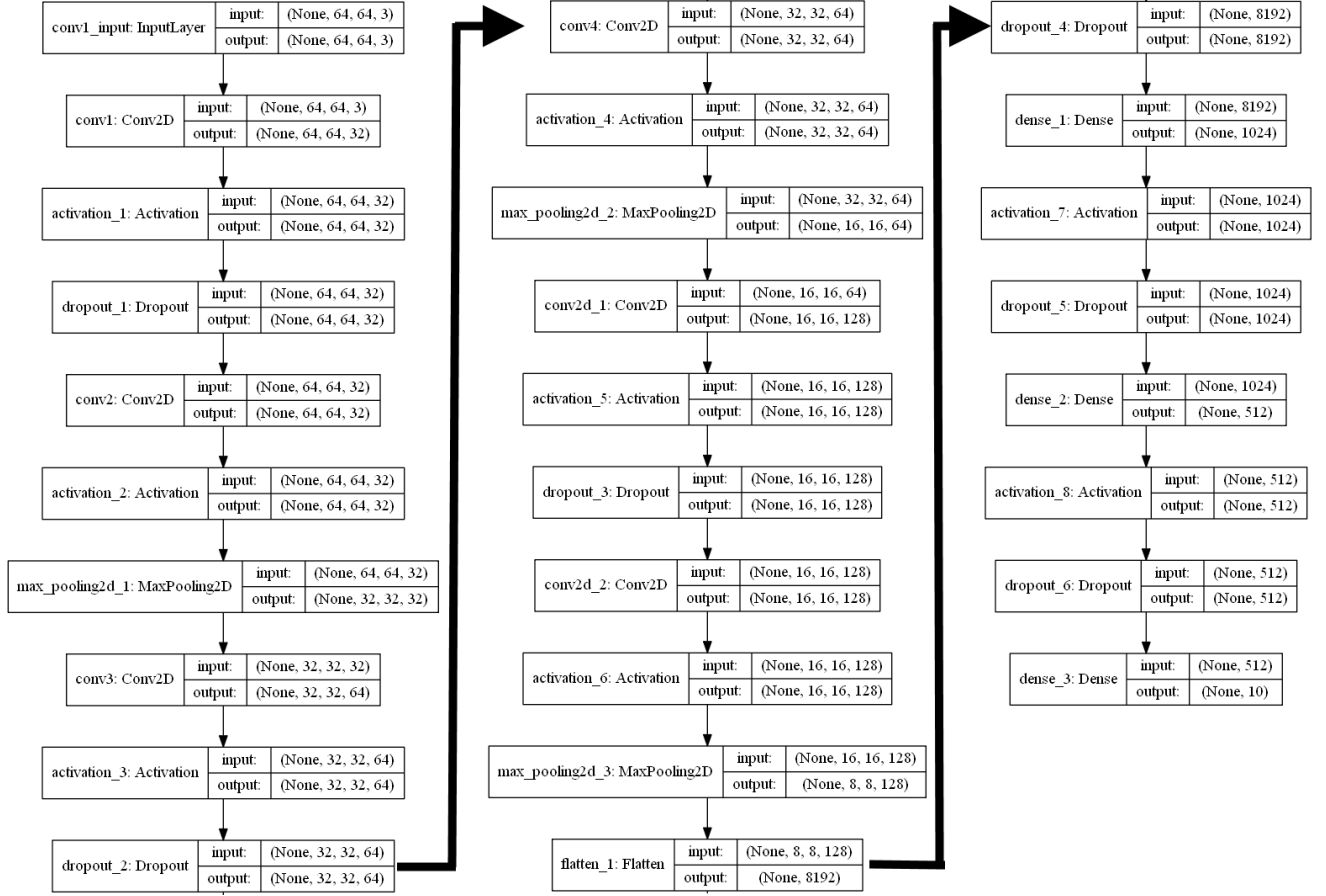 conv1_input: InputLayer input: (None, 64, 64, 3)
output: (None, 64, 64, 3)
conv1: Conv2D input: (None, 64, 64, 3)
output: (None, 64, 64, 32)
activation_1: Activation input: (None, 64, 64, 32)
output: (None, 64, 64, 32)
dropout_1: Dropout input: (None, 64, 64, 32)
output: (None, 64, 64, 32)
conv2: Conv2D input: (None, 64, 64, 32)
output: (None, 64, 64, 32)
activation_2: Activation input: (None, 64, 64, 32)
output: (None, 64, 64, 32)
max_pooling2d_1: MaxPooling2D input: (None, 64, 64, 32)
output: (None, 32, 32, 32)
conv3: Conv2D input: (None, 32, 32, 32)
output: (None, 32, 32, 64)
activation_3: Activation input: (None, 32, 32, 64)
output: (None, 32, 32, 64)
dropout_2: Dropout input: (None, 32, 32, 64)
output: (None, 32, 32, 64)
conv4: Conv2D input: (None, 32, 32, 64)
output: (None, 32, 32, 64)
activation_4: Activation input: (None, 32, 32, 64)
output: (None, 32, 32, 64)
max_pooling2d_2: MaxPooling2D input: (None, 32, 32, 64)
output: (None, 16, 16, 64)
conv2d_1: Conv2D input: (None, 16, 16, 64)
output: (None, 16, 16, 128)
activation_5: Activation input: (None, 16, 16, 128)
output: (None, 16, 16, 128)
dropout_3: Dropout input: (None, 16, 16, 128)
output: (None, 16, 16, 128)
conv2d_2: Conv2D input: (None, 16, 16, 128)
output: (None, 16, 16, 128)
activation_6: Activation input: (None, 16, 16, 128)
output: (None, 16, 16, 128)
max_pooling2d_3: MaxPooling2D input: (None, 16, 16, 128)
output: (None, 8, 8, 128)
flatten_1: Flatten input: (None, 8, 8, 128)
output: (None, 8192)
dropout_4: Dropout input: (None, 8192)
output: (None, 8192)
dense_1: Dense input: (None, 8192)
output: (None, 1024)
activation_7: Activation input: (None, 1024)
output: (None, 1024)
dropout_5: Dropout input: (None, 1024)
output: (None, 1024)
dense_2: Dense input: (None, 1024)
output: (None, 512)
activation_8: Activation input: (None, 512)
output: (None, 512)
dropout_6: Dropout input: (None, 512)
output: (None, 512)
dense_3: Dense input: (None, 512)
output: (None, 10)